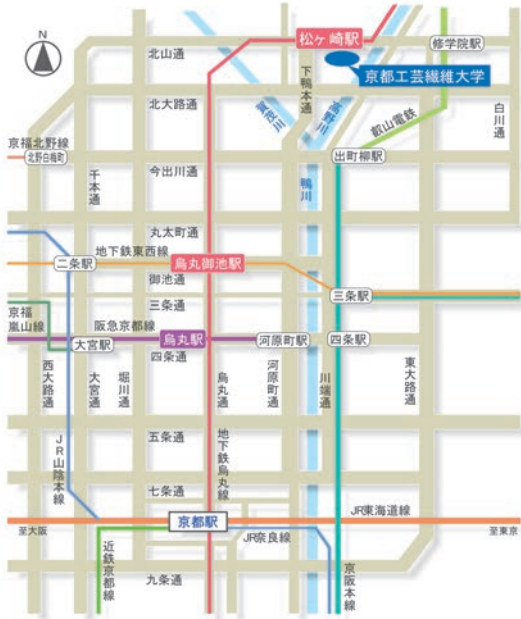 松ヶ崎駅
N
北山通
下鴨本通
修学院駅
京都工芸繊維大学
北大路通
賀茂川
高野川
叡山電鉄
白川通
京福北野線
北野白梅町
千本通
今出川通
出町柳駅
鴨川
丸太町通
地下鉄東西線
二条駅
烏丸御池駅
御池通
三条通
三条駅
京福
嵐山線
阪急京都線
大宮駅
烏丸駅
河原町駅
四条駅
四条通
西大路通
大宮通
堀川通
烏丸通
河原町通
川端通
東大路通
五条通
JR山陰本線
地下鉄烏丸線
七条通
京都駅
JR東海道線
至大阪
至東京
JR奈良線
近鉄京都線
九条通
京阪本線